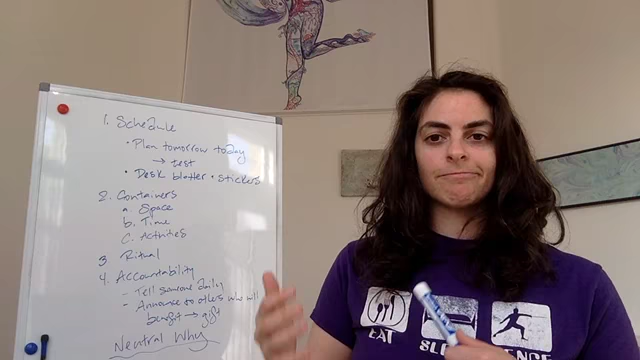 1. Schedule
• Plan tomorrow today
→ test
• Desk blotter • stickers
2. Containers
a. Space
b. Time
c. Activities
3 Ritual
4. Accountability
- Tell someone daily
- Announce to others who will
benefit → gift
Neutral Why
EAT